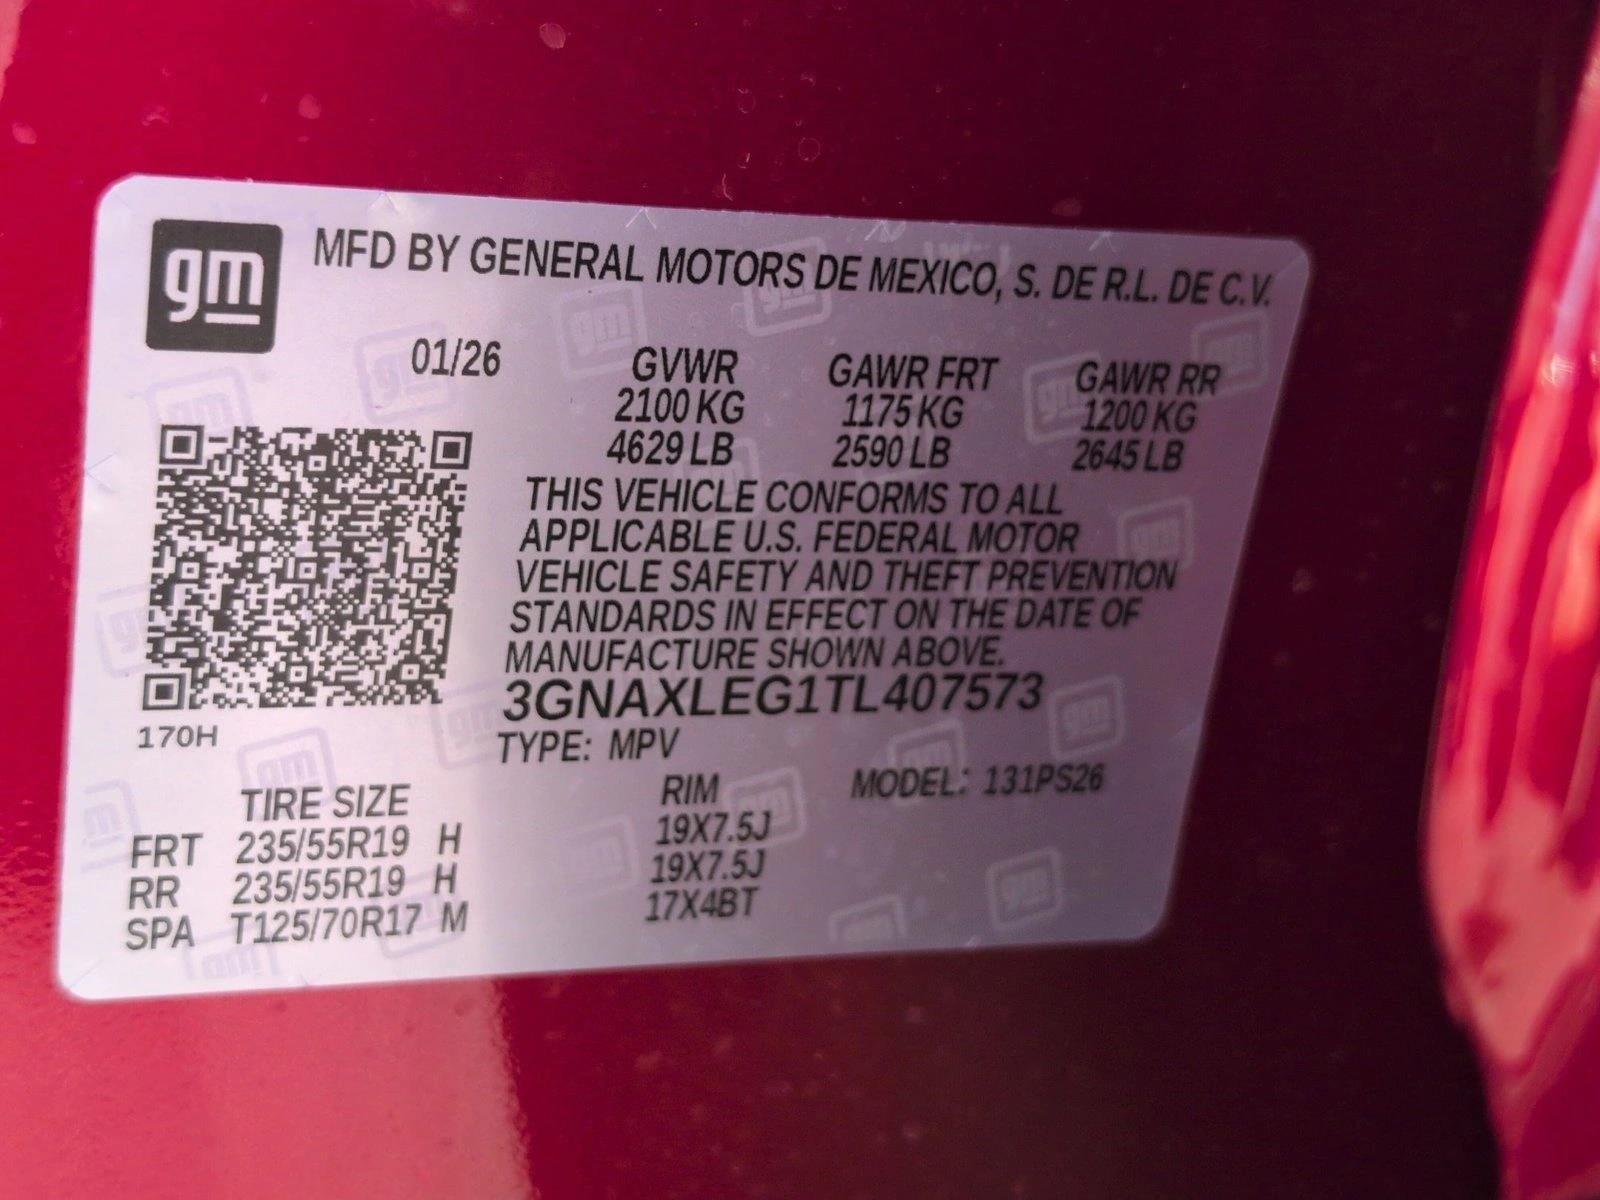 gm
MFD BY GENERAL MOTORS DE MEXICO, S. DE R.L. DE C.V.
01/26 GVWR GAWR FRT GAWR RR
2100 KG 1175 KG 1200 KG
4629 LB 2590 LB 2645 LB
THIS VEHICLE CONFORMS TO ALL
APPLICABLE U.S. FEDERAL MOTOR
VEHICLE SAFETY AND THEFT PREVENTION
STANDARDS IN EFFECT ON THE DATE OF
MANUFACTURE SHOWN ABOVE.
3GNAXLEG1TL407573
170H
TYPE: MPV
TIRE SIZE RIM MODEL: 131PS26
FRT 235/55R19 H 19X7.5J
RR 235/55R19 H 19X7.5J
SPA T125/70R17 M 17X4BT